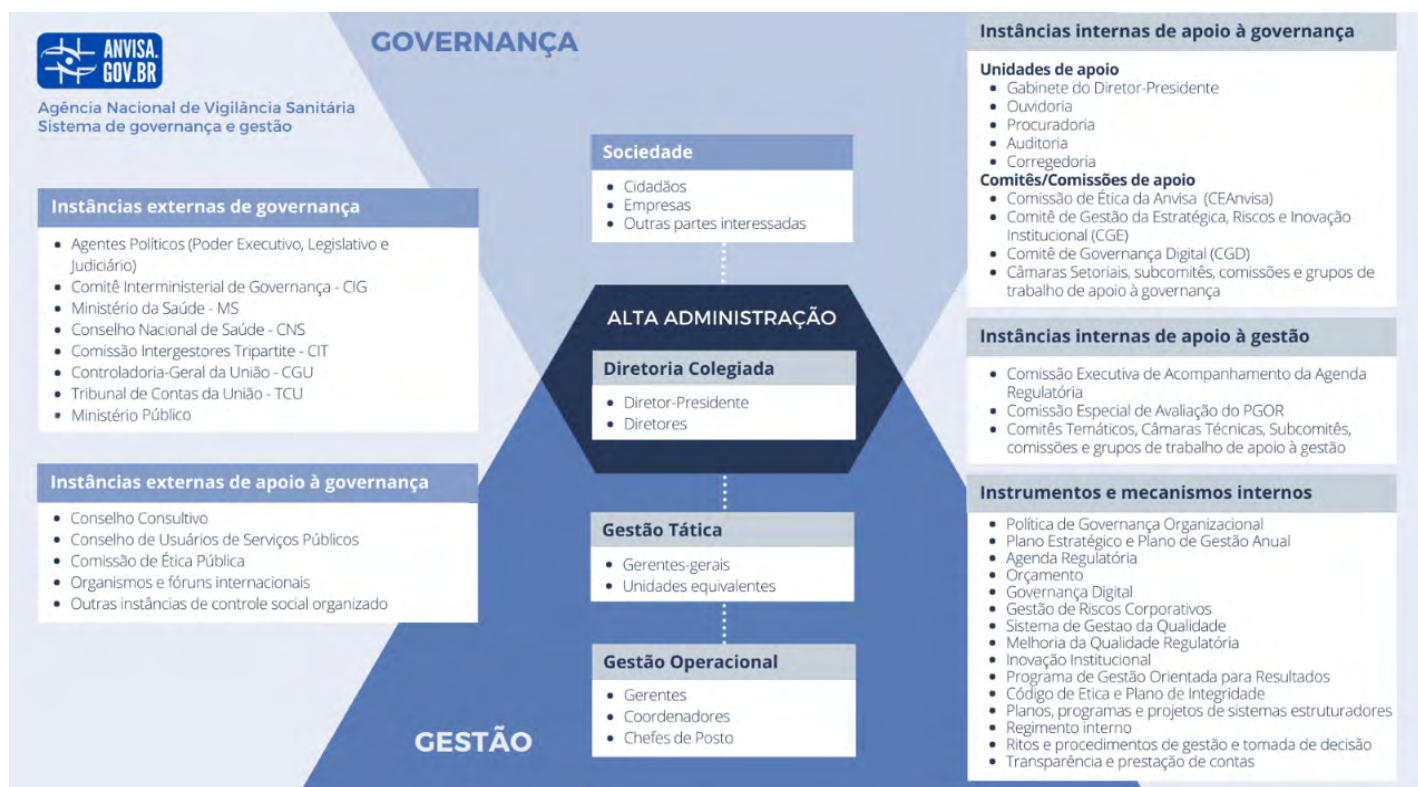 ANVISA.
GOV.BR
Agência Nacional de Vigilância Sanitária
Sistema de governança e gestão
GOVERNANÇA
Instâncias externas de governança
Agentes Políticos (Poder Executivo, Legislativo e
Judiciário)
Comitê Interministerial de Governança - CIG
Ministério da Saúde - MS
Conselho Nacional de Saúde - CNS
Comissão Intergestores Tripartite - CIT
Controladoria-Geral da União - CGU
Tribunal de Contas da União - TCU
Ministério Público
Instâncias externas de apoio à governança
Conselho Consultivo
Conselho de Usuários de Serviços Públicos
Comissão de Ética Pública
Organismos e fóruns internacionais
Outras instâncias de controle social organizado
Sociedade
Cidadãos
Empresas
Outras partes interessadas
ALTA ADMINISTRAÇÃO
Diretoria Colegiada
Diretor-Presidente
Diretores
Gestão Tática
Gerentes-gerais
Unidades equivalentes
Gestão Operacional
Gerentes
Coordenadores
Chefes de Posto
GESTÃO
Instâncias internas de apoio à governança
Unidades de apoio
Gabinete do Diretor-Presidente
Ouvidoria
Procuradoria
Auditoria
Corregedoria
Comitês/Comissões de apoio
Comissão de Ética da Anvisa (CEAnvisa)
Comitê de Gestão da Estratégica, Riscos e Inovação
Institucional (CGE)
Comitê de Governança Digital (CGD)
Câmaras Setoriais, subcomitês, comissões e grupos de
trabalho de apoio à governança
Instâncias internas de apoio à gestão
Comissão Executiva de Acompanhamento da Agenda
Regulatória
Comissão Especial de Avaliação do PGOR
Comitês Temáticos, Câmaras Técnicas, Subcomitês,
comissões e grupos de trabalho de apoio à gestão
Instrumentos e mecanismos internos
Política de Governança Organizacional
Plano Estratégico e Plano de Gestão Anual
Agenda Regulatória
Orçamento
Governança Digital
Gestão de Riscos Corporativos
Sistema de Gestao da Qualidade
Melhoria da Qualidade Regulatória
Inovação Institucional
Programa de Gestão Orientada para Resultados
Código de Etica e Plano de Integridade
Planos, programas e projetos de sistemas estruturadores
Regimento interno
Ritos e procedimentos de gestão e tomada de decisão
Transparência e prestação de contas